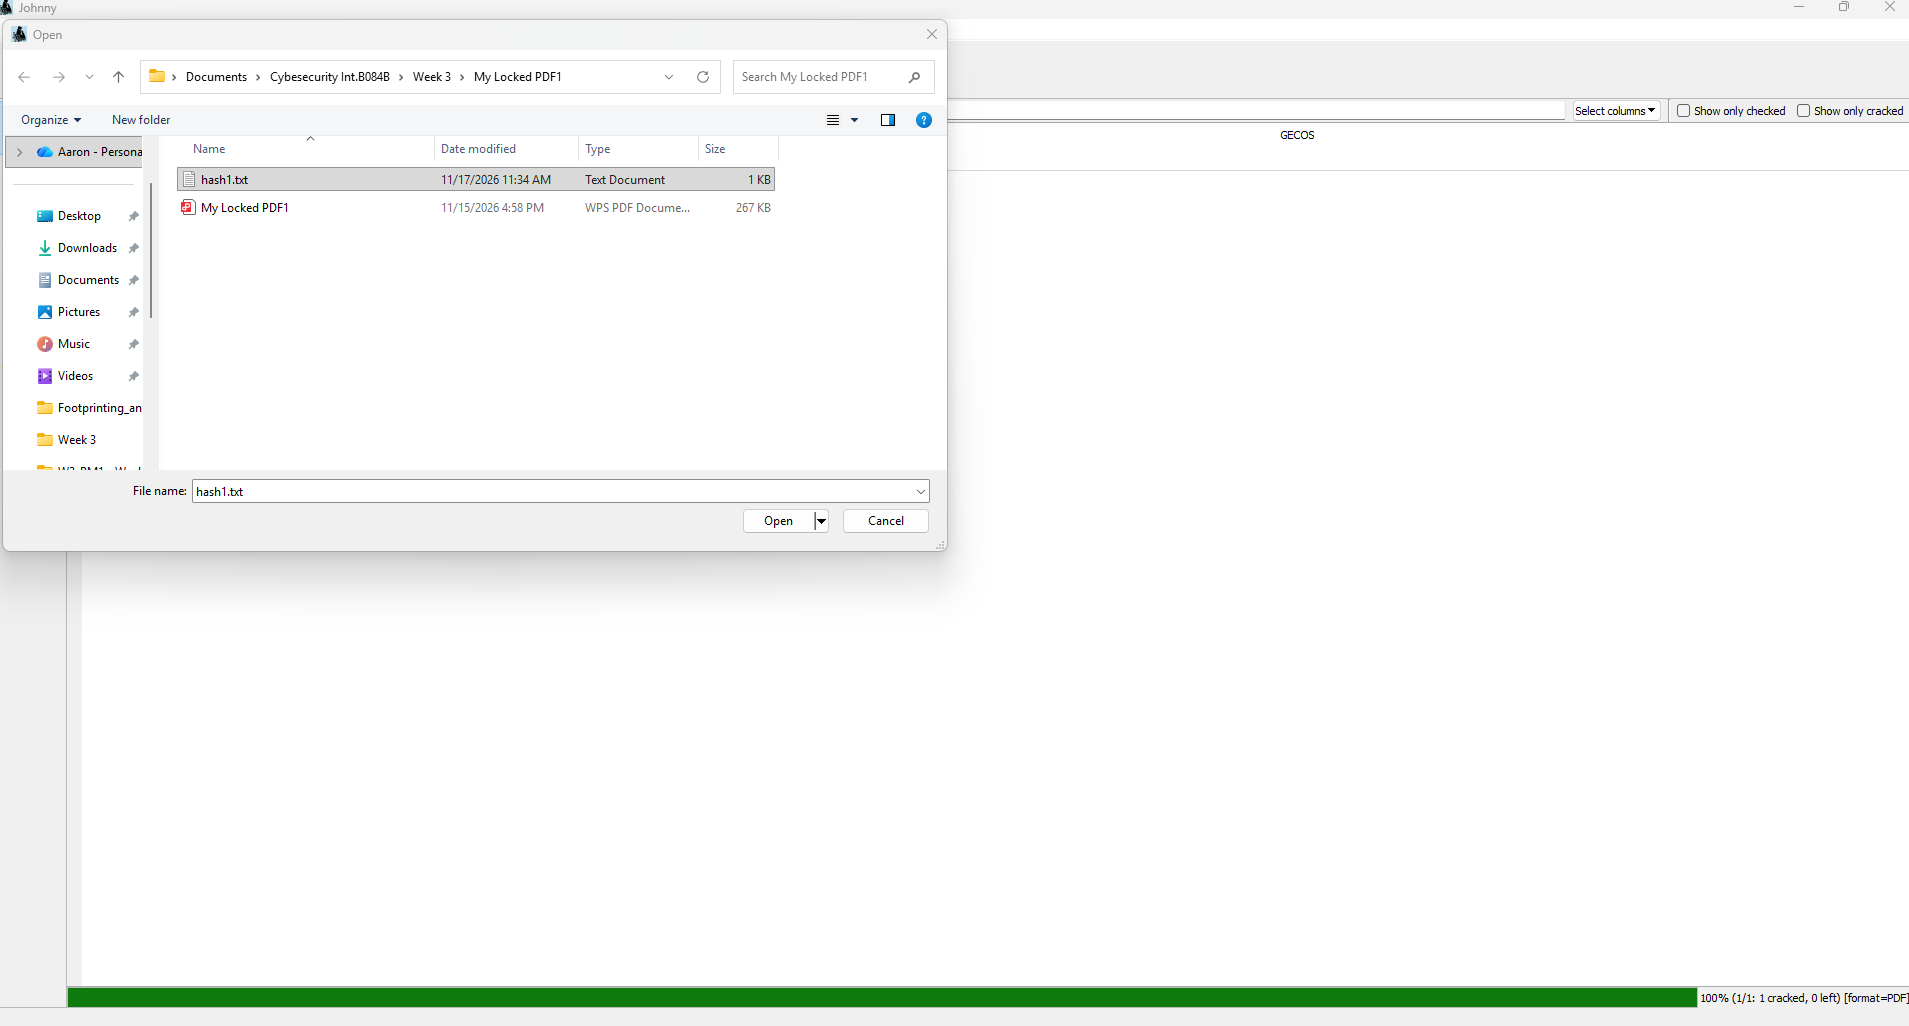 Johnny
Open
Documents > Cybesecurity Int.B084B > Week 3 > My Locked PDF1
Search My Locked PDF1
Organize
New folder
Select columns
Show only checked
Show only cracked
GECOS
Aaron - Persona
Name Date modified Type Size
hash1.txt 11/17/2026 11:34 AM Text Document 1 KB
My Locked PDF1 11/15/2026 4:58 PM WPS PDF Docume... 267 KB
Desktop
Downloads
Documents
Pictures
Music
Videos
Footprinting_an
Week 3
File name: hash1.txt
Open
Cancel
100% (1/1: 1 cracked, 0 left) [format=PDF]